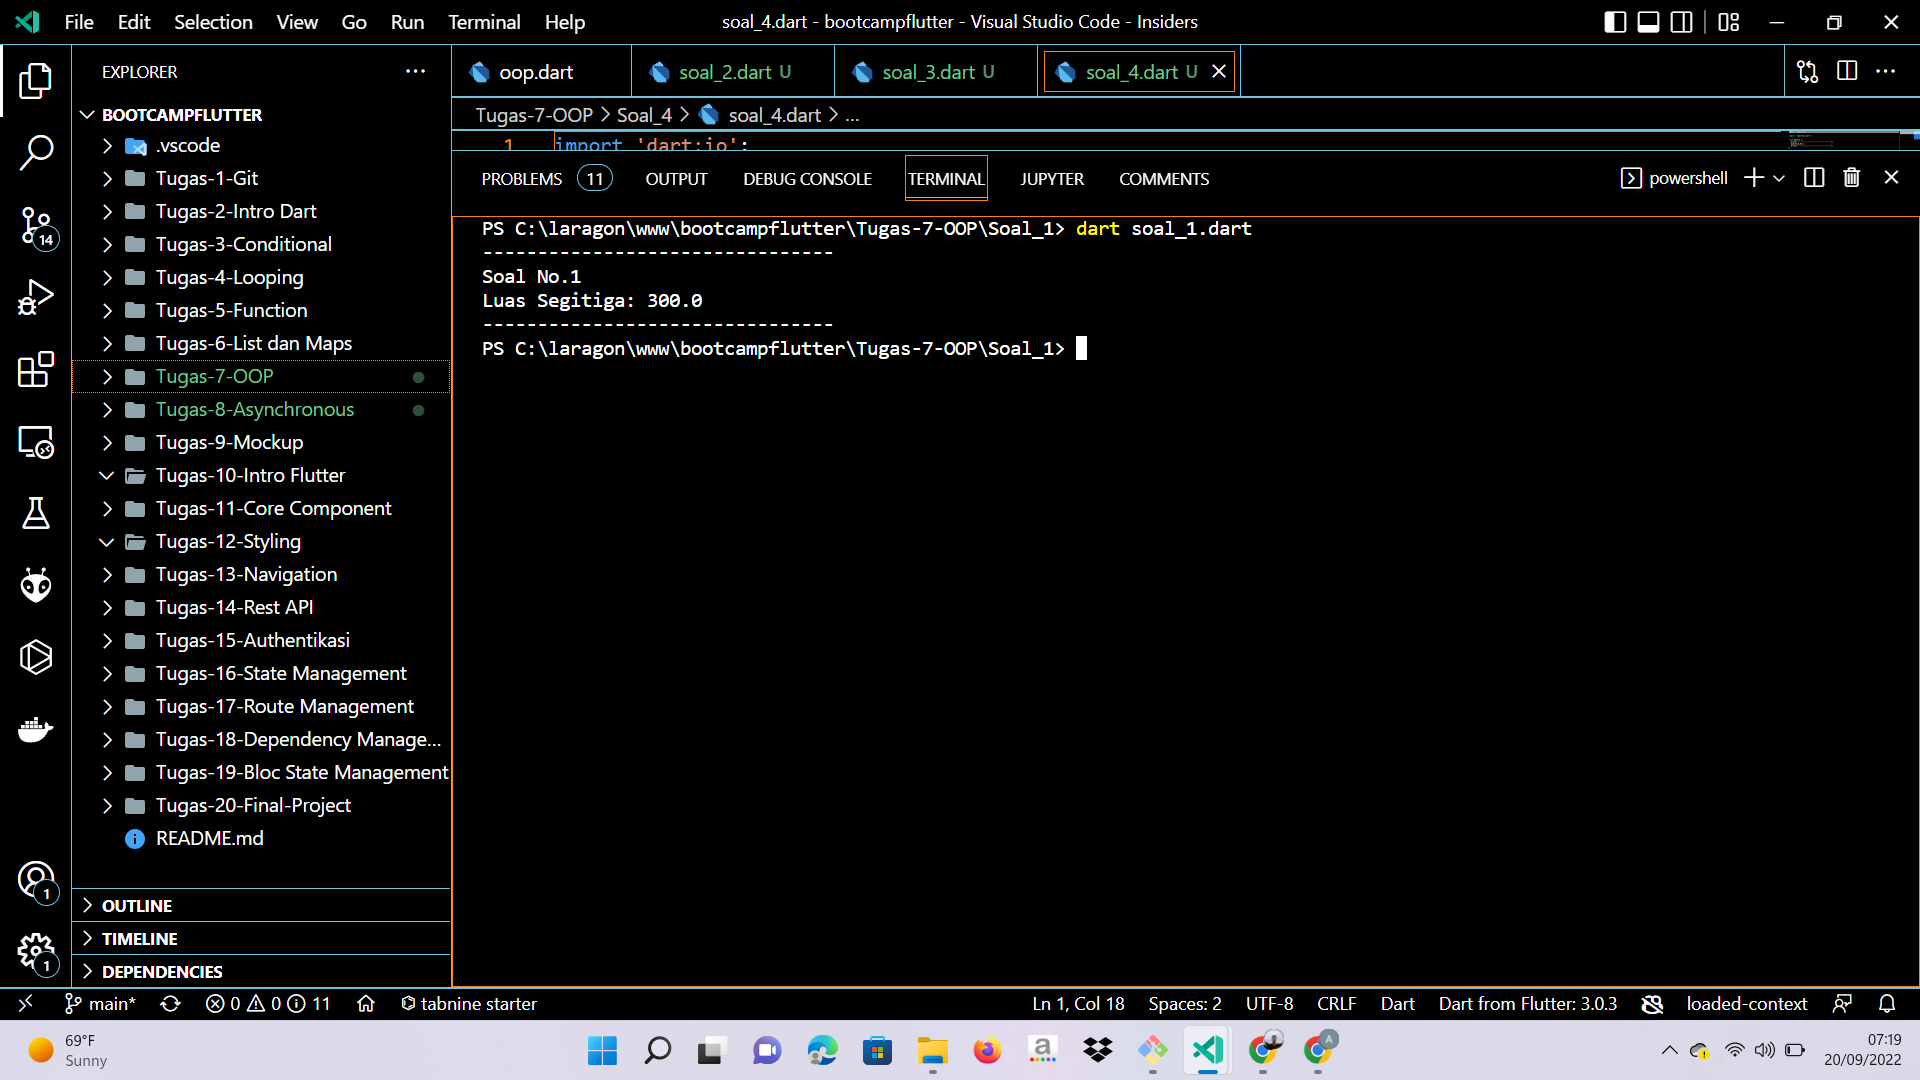 File Edit Selection View Go Run Terminal Help
soal_4.dart - bootcampflutter - Visual Studio Code - Insiders
EXPLORER
BOOTCAMPFLUTTER
.vscode
Tugas-1-Git
Tugas-2-Intro Dart
Tugas-3-Conditional
Tugas-4-Looping
Tugas-5-Function
Tugas-6-List dan Maps
Tugas-7-OOP
Tugas-8-Asynchronous
Tugas-9-Mockup
Tugas-10-Intro Flutter
Tugas-11-Core Component
Tugas-12-Styling
Tugas-13-Navigation
Tugas-14-Rest API
Tugas-15-Authentikasi
Tugas-16-State Management
Tugas-17-Route Management
Tugas-18-Dependency Manage...
Tugas-19-Bloc State Management
Tugas-20-Final-Project
README.md
OUTLINE
TIMELINE
DEPENDENCIES
14
1
1
oop.dart
soal_2.dart U
soal_3.dart U
soal_4.dart U
Tugas-7-OOP > Soal_4 > soal_4.dart > ...
1 import 'dart:io';
PROBLEMS 11 OUTPUT DEBUG CONSOLE TERMINAL JUPYTER COMMENTS
powershell
PS C:\laragon\www\bootcampflutter\Tugas-7-OOP\Soal_1> dart soal_1.dart
--------------------------------
Soal No.1
Luas Segitiga: 300.0
--------------------------------
PS C:\laragon\www\bootcampflutter\Tugas-7-OOP\Soal_1>
main* 0 0 11 tabnine starter
Ln 1, Col 18 Spaces: 2 UTF-8 CRLF Dart Dart from Flutter: 3.0.3 loaded-context
69°F
Sunny
a
A
07:19
20/09/2022